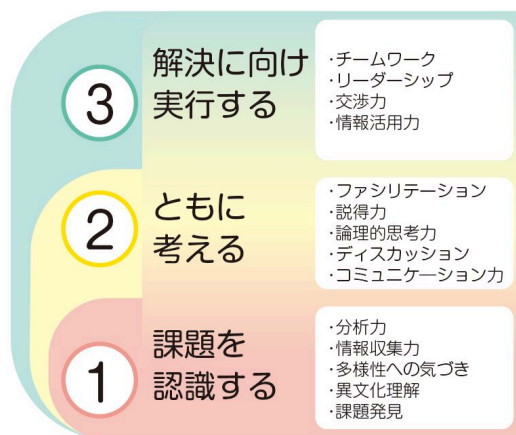 3
解決に向け
実行する
・チームワーク
・リーダーシップ
・交渉力
・情報活用力
2
ともに
考える
・ファシリテーション
・説得力
・論理的思考力
・ディスカッション
・コミュニケーション力
1
課題を
認識する
・分析力
・情報収集力
・多様性への気づき
・異文化理解
・課題発見